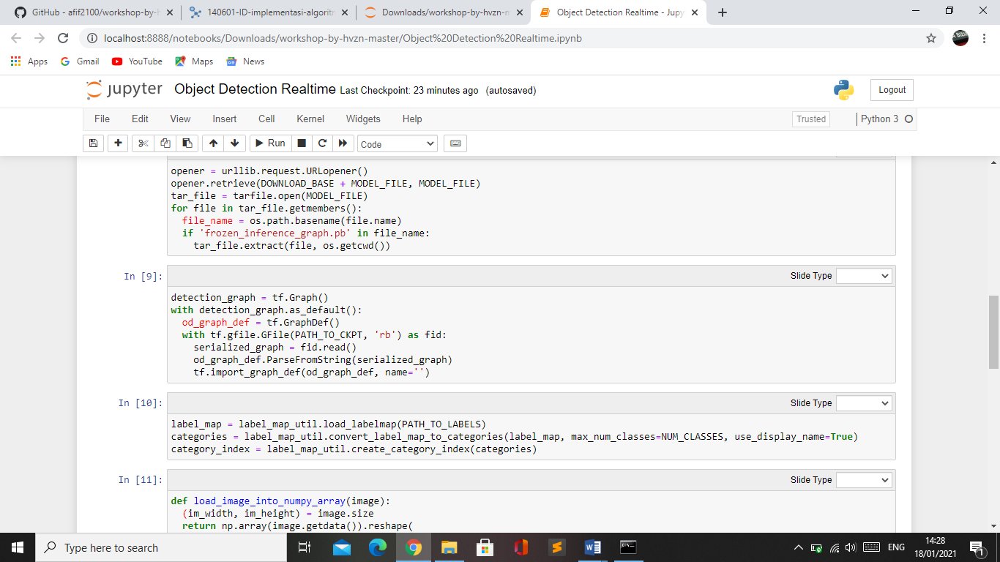 GitHub - afif2100/workshop-by-h
140601-ID-implementasi-algoritm
Downloads/workshop-by-hvzn-m
Object Detection Realtime - Jupy
localhost:8888/notebooks/Downloads/workshop-by-hvzn-master/Object%20Detection%20Realtime.ipynb
Apps Gmail YouTube Maps News
jupyter Object Detection Realtime Last Checkpoint: 23 minutes ago (autosaved) Logout
File Edit View Insert Cell Kernel Widgets Help Trusted Python 3
Run Code
opener = urllib.request.URLopener()
opener.retrieve(DOWNLOAD_BASE + MODEL_FILE, MODEL_FILE)
tar_file = tarfile.open(MODEL_FILE)
for file in tar_file.getmembers():
  file_name = os.path.basename(file.name)
  if 'frozen_inference_graph.pb' in file_name:
    tar_file.extract(file, os.getcwd())
In [9]: Slide Type
detection_graph = tf.Graph()
with detection_graph.as_default():
  od_graph_def = tf.GraphDef()
  with tf.gfile.GFile(PATH_TO_CKPT, 'rb') as fid:
    serialized_graph = fid.read()
    od_graph_def.ParseFromString(serialized_graph)
    tf.import_graph_def(od_graph_def, name='')
In [10]: Slide Type
label_map = label_map_util.load_labelmap(PATH_TO_LABELS)
categories = label_map_util.convert_label_map_to_categories(label_map, max_num_classes=NUM_CLASSES, use_display_name=True)
category_index = label_map_util.create_category_index(categories)
In [11]: Slide Type
def load_image_into_numpy_array(image):
  (im_width, im_height) = image.size
  return np.array(image.getdata()).reshape(
Type here to search
ENG
14:28
18/01/2021
1